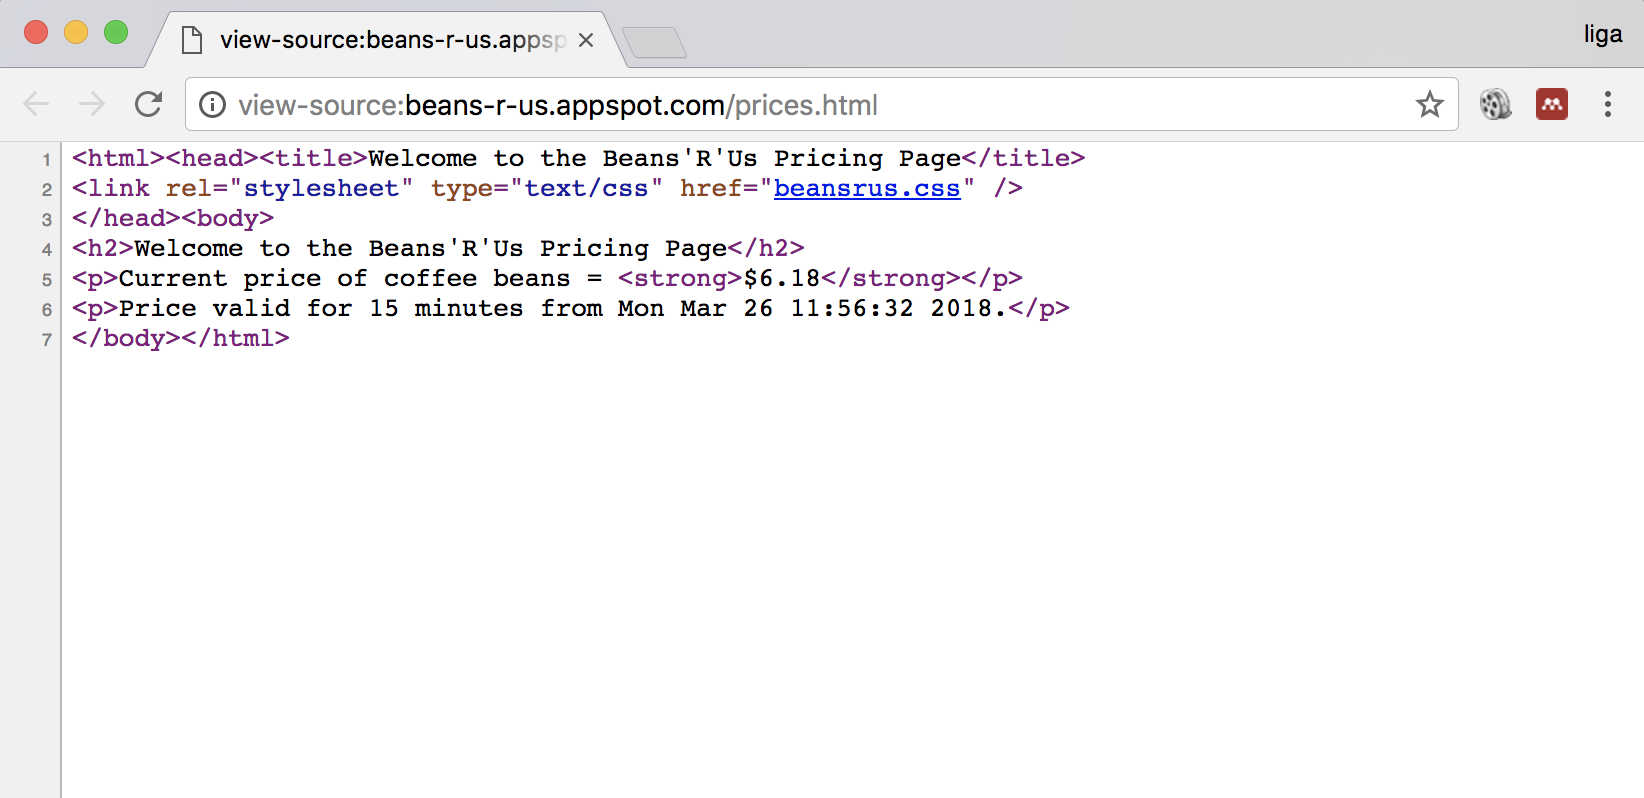 view-source:beans-r-us.appsp
liga
view-source:beans-r-us.appspot.com/prices.html
1 <html><head><title>Welcome to the Beans'R'Us Pricing Page</title>
2 <link rel="stylesheet" type="text/css" href="beansrus.css" />
3 </head><body>
4 <h2>Welcome to the Beans'R'Us Pricing Page</h2>
5 <p>Current price of coffee beans = <strong>$6.18</strong></p>
6 <p>Price valid for 15 minutes from Mon Mar 26 11:56:32 2018.</p>
7 </body></html>